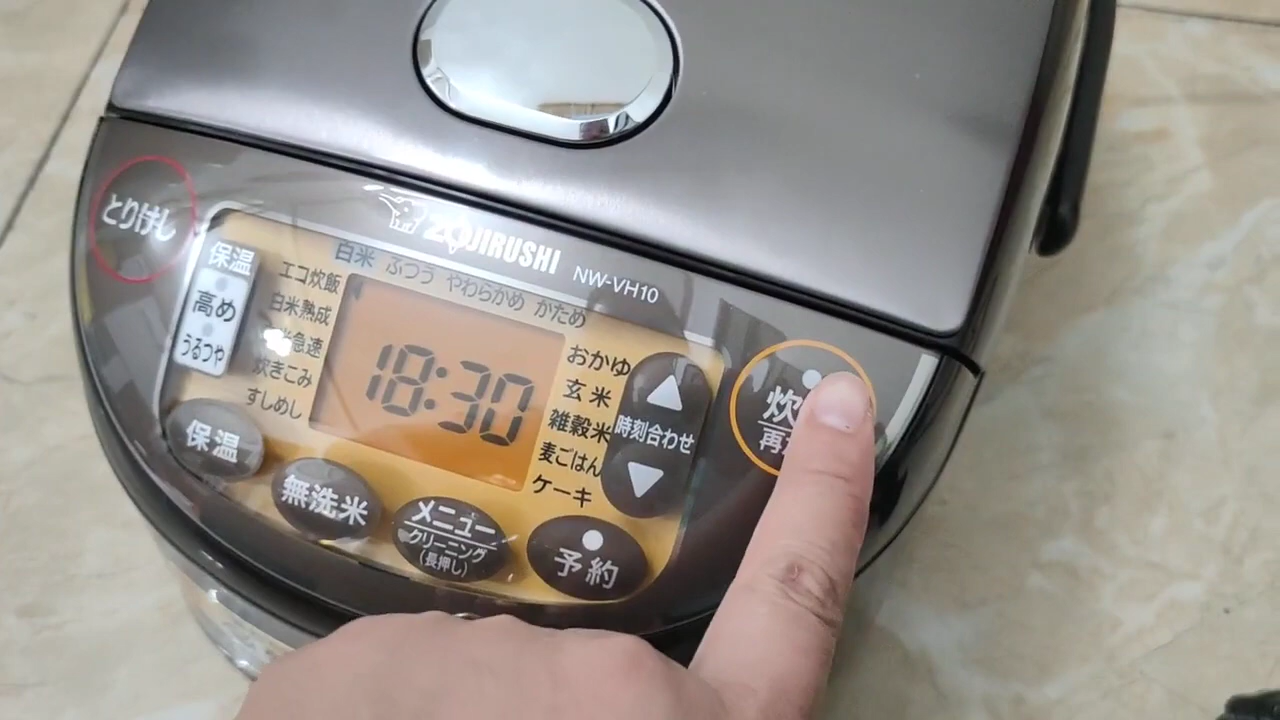 とりけし
ZOJIRUSHI
NW-VH10
保温
高め
うるつや
白米 ふつう やわらかめ かため
エコ炊飯
白米熟成
急速
炊きこみ
すしめし
18:30
おかゆ
玄米
雑穀米
麦ごはん
ケーキ
時刻合わせ
炊
再
保温
無洗米
メニュー
クリーニング
(長押し)
予約